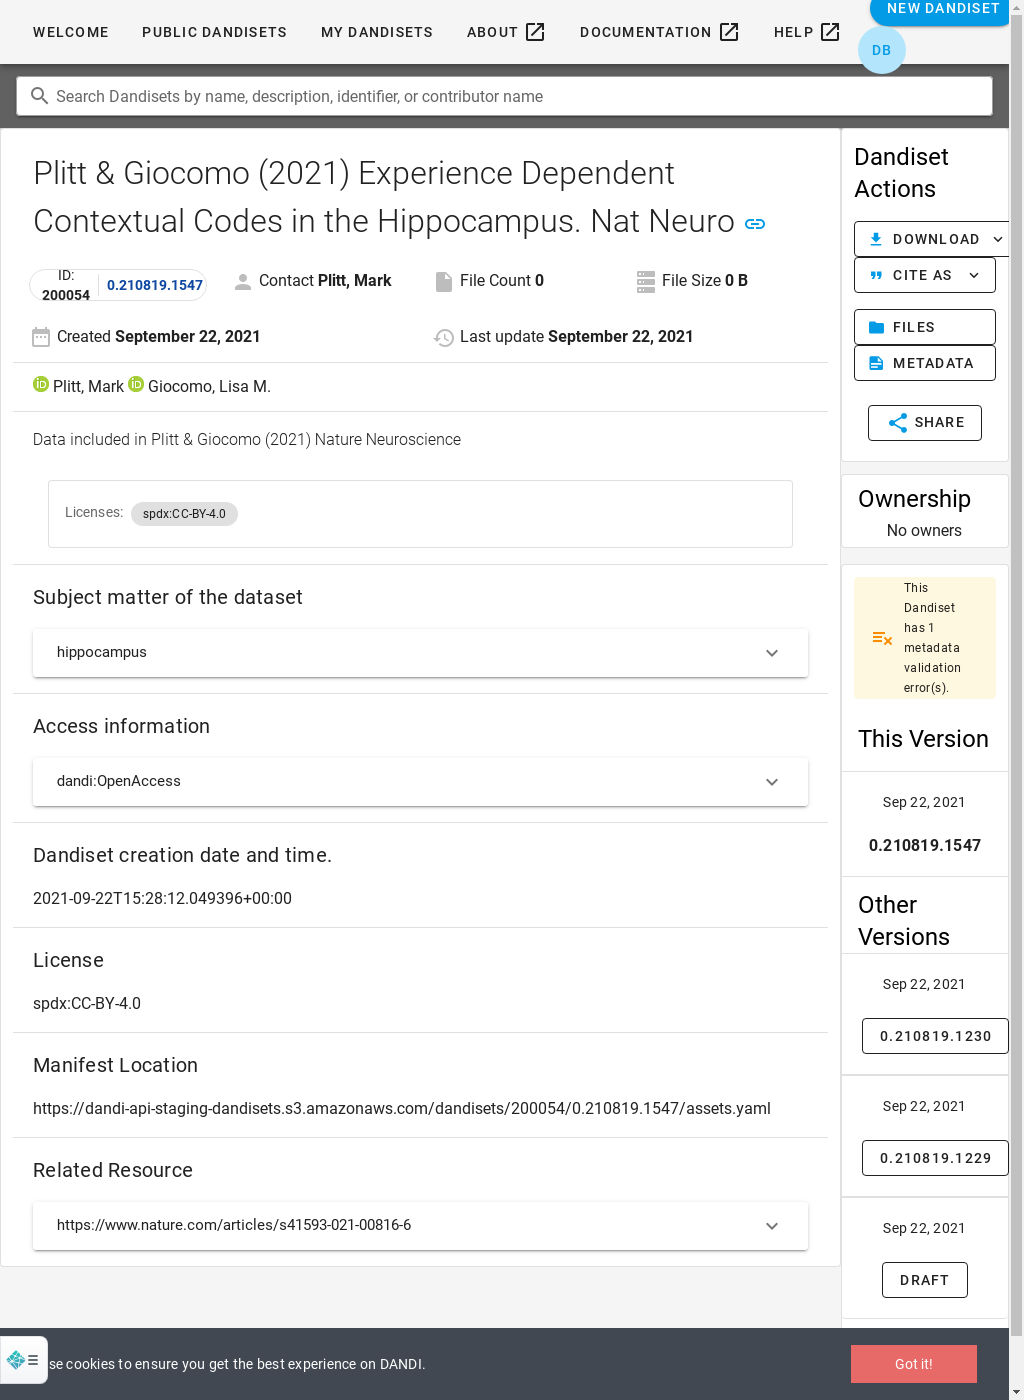 WELCOME PUBLIC DANDISETS MY DANDISETS ABOUT DOCUMENTATION HELP NEW DANDISET
DB
Search Dandisets by name, description, identifier, or contributor name
Plitt & Giocomo (2021) Experience Dependent
Contextual Codes in the Hippocampus. Nat Neuro
ID:
200054 0.210819.1547 Contact Plitt, Mark File Count 0 File Size 0 B
Created September 22, 2021 Last update September 22, 2021
Plitt, Mark Giocomo, Lisa M.
Data included in Plitt & Giocomo (2021) Nature Neuroscience
Licenses: spdx:CC-BY-4.0
Subject matter of the dataset
hippocampus
Access information
dandi:OpenAccess
Dandiset creation date and time.
2021-09-22T15:28:12.049396+00:00
License
spdx:CC-BY-4.0
Manifest Location
https://dandi-api-staging-dandisets.s3.amazonaws.com/dandisets/200054/0.210819.1547/assets.yaml
Related Resource
https://www.nature.com/articles/s41593-021-00816-6
Dandiset
Actions
DOWNLOAD
CITE AS
FILES
METADATA
SHARE
Ownership
No owners
This
Dandiset
has 1
metadata
validation
error(s).
This Version
Sep 22, 2021
0.210819.1547
Other
Versions
Sep 22, 2021
0.210819.1230
Sep 22, 2021
0.210819.1229
Sep 22, 2021
DRAFT
se cookies to ensure you get the best experience on DANDI.
Got it!